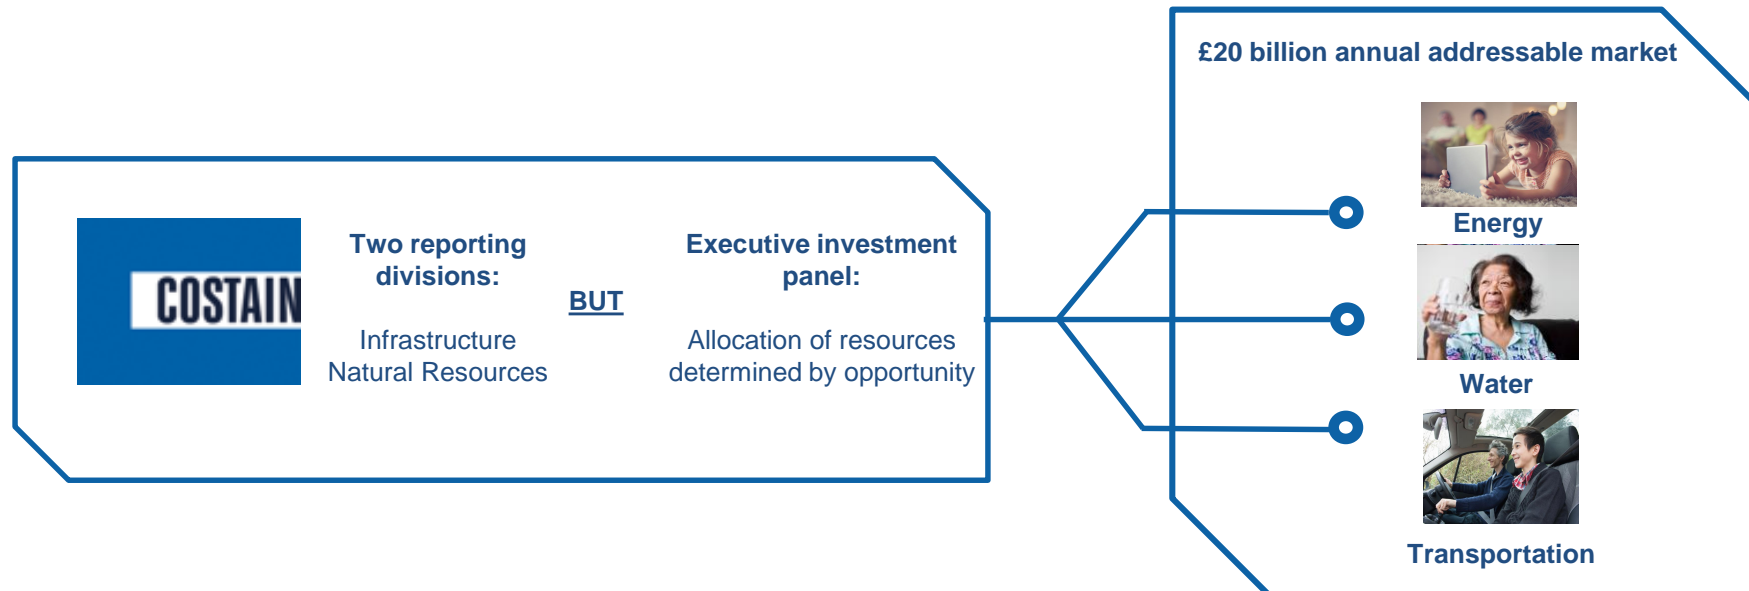 COSTAIN
Two reporting
divisions:
Infrastructure
Natural Resources
BUT
Executive investment
panel:
Allocation of resources
determined by opportunity
£20 billion annual addressable market
Energy
Water
Transportation